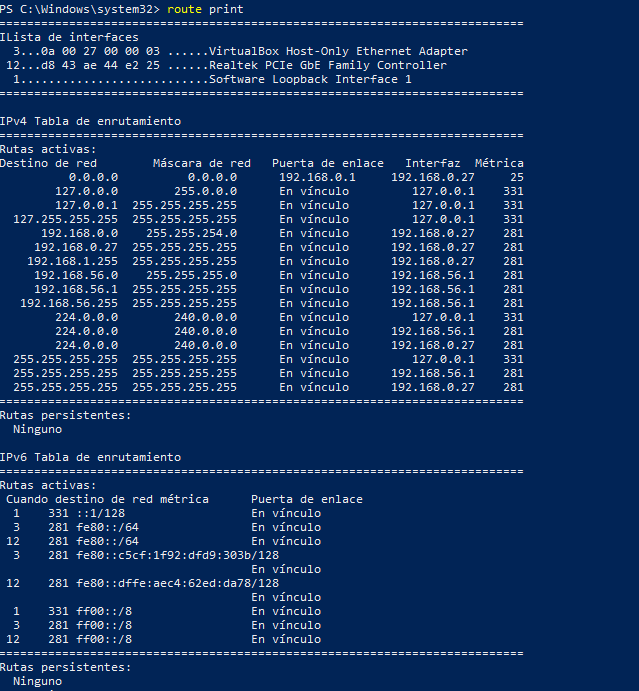 PS C:\Windows\system32> route print
===========================================================================
ILista de interfaces
  3...0a 00 27 00 00 03 ......VirtualBox Host-Only Ethernet Adapter
 12...d8 43 ae 44 e2 25 ......Realtek PCIe GbE Family Controller
  1...........................Software Loopback Interface 1
===========================================================================
IPv4 Tabla de enrutamiento
===========================================================================
Rutas activas:
Destino de red        Máscara de red   Puerta de enlace   Interfaz  Métrica
          0.0.0.0          0.0.0.0      192.168.0.1     192.168.0.27     25
        127.0.0.0        255.0.0.0      En vínculo         127.0.0.1    331
        127.0.0.1  255.255.255.255      En vínculo         127.0.0.1    331
  127.255.255.255  255.255.255.255      En vínculo         127.0.0.1    331
      192.168.0.0    255.255.254.0      En vínculo      192.168.0.27    281
     192.168.0.27  255.255.255.255      En vínculo      192.168.0.27    281
    192.168.1.255  255.255.255.255      En vínculo      192.168.0.27    281
     192.168.56.0    255.255.255.0      En vínculo      192.168.56.1    281
     192.168.56.1  255.255.255.255      En vínculo      192.168.56.1    281
   192.168.56.255  255.255.255.255      En vínculo      192.168.56.1    281
        224.0.0.0        240.0.0.0      En vínculo         127.0.0.1    331
        224.0.0.0        240.0.0.0      En vínculo      192.168.56.1    281
        224.0.0.0        240.0.0.0      En vínculo      192.168.0.27    281
  255.255.255.255  255.255.255.255      En vínculo         127.0.0.1    331
  255.255.255.255  255.255.255.255      En vínculo      192.168.56.1    281
  255.255.255.255  255.255.255.255      En vínculo      192.168.0.27    281
===========================================================================
Rutas persistentes:
  Ninguno
IPv6 Tabla de enrutamiento
===========================================================================
Rutas activas:
 Cuando destino de red métrica      Puerta de enlace
  1    331 ::1/128                  En vínculo
  3    281 fe80::/64                En vínculo
 12    281 fe80::/64                En vínculo
  3    281 fe80::c5cf:1f92:dfd9:303b/128
                                    En vínculo
 12    281 fe80::dffe:aec4:62ed:da78/128
                                    En vínculo
  1    331 ff00::/8                 En vínculo
  3    281 ff00::/8                 En vínculo
 12    281 ff00::/8                 En vínculo
===========================================================================
Rutas persistentes:
  Ninguno